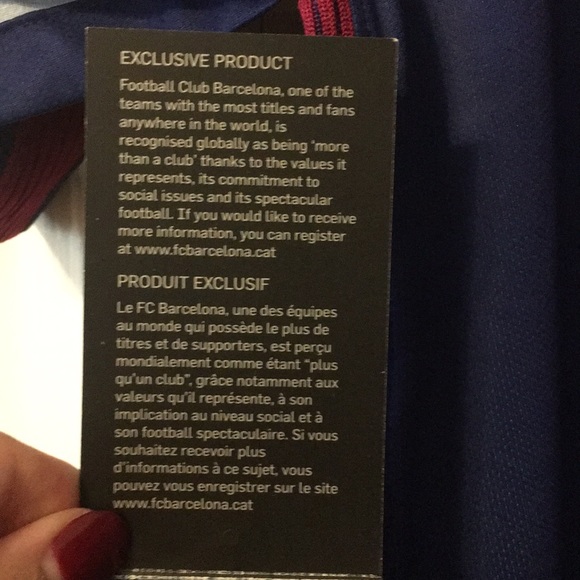 EXCLUSIVE PRODUCT
Football Club Barcelona, one of the
teams with the most titles and fans
anywhere in the world, is
recognised globally as being 'more
than a club' thanks to the values it
represents, its commitment to
social issues and its spectacular
football. If you would like to receive
more information, you can register
at www.fcbarcelona.cat
PRODUIT EXCLUSIF
Le FC Barcelona, une des équipes
au monde qui possède le plus de
titres et de supporters, est perçu
mondialement comme étant "plus
qu'un club", grâce notamment aux
valeurs qu'il représente, à son
implication au niveau social et à
son football spectaculaire. Si vous
souhaitez recevoir plus
d'informations à ce sujet, vous
pouvez vous enregistrer sur le site
www.fcbarcelona.cat